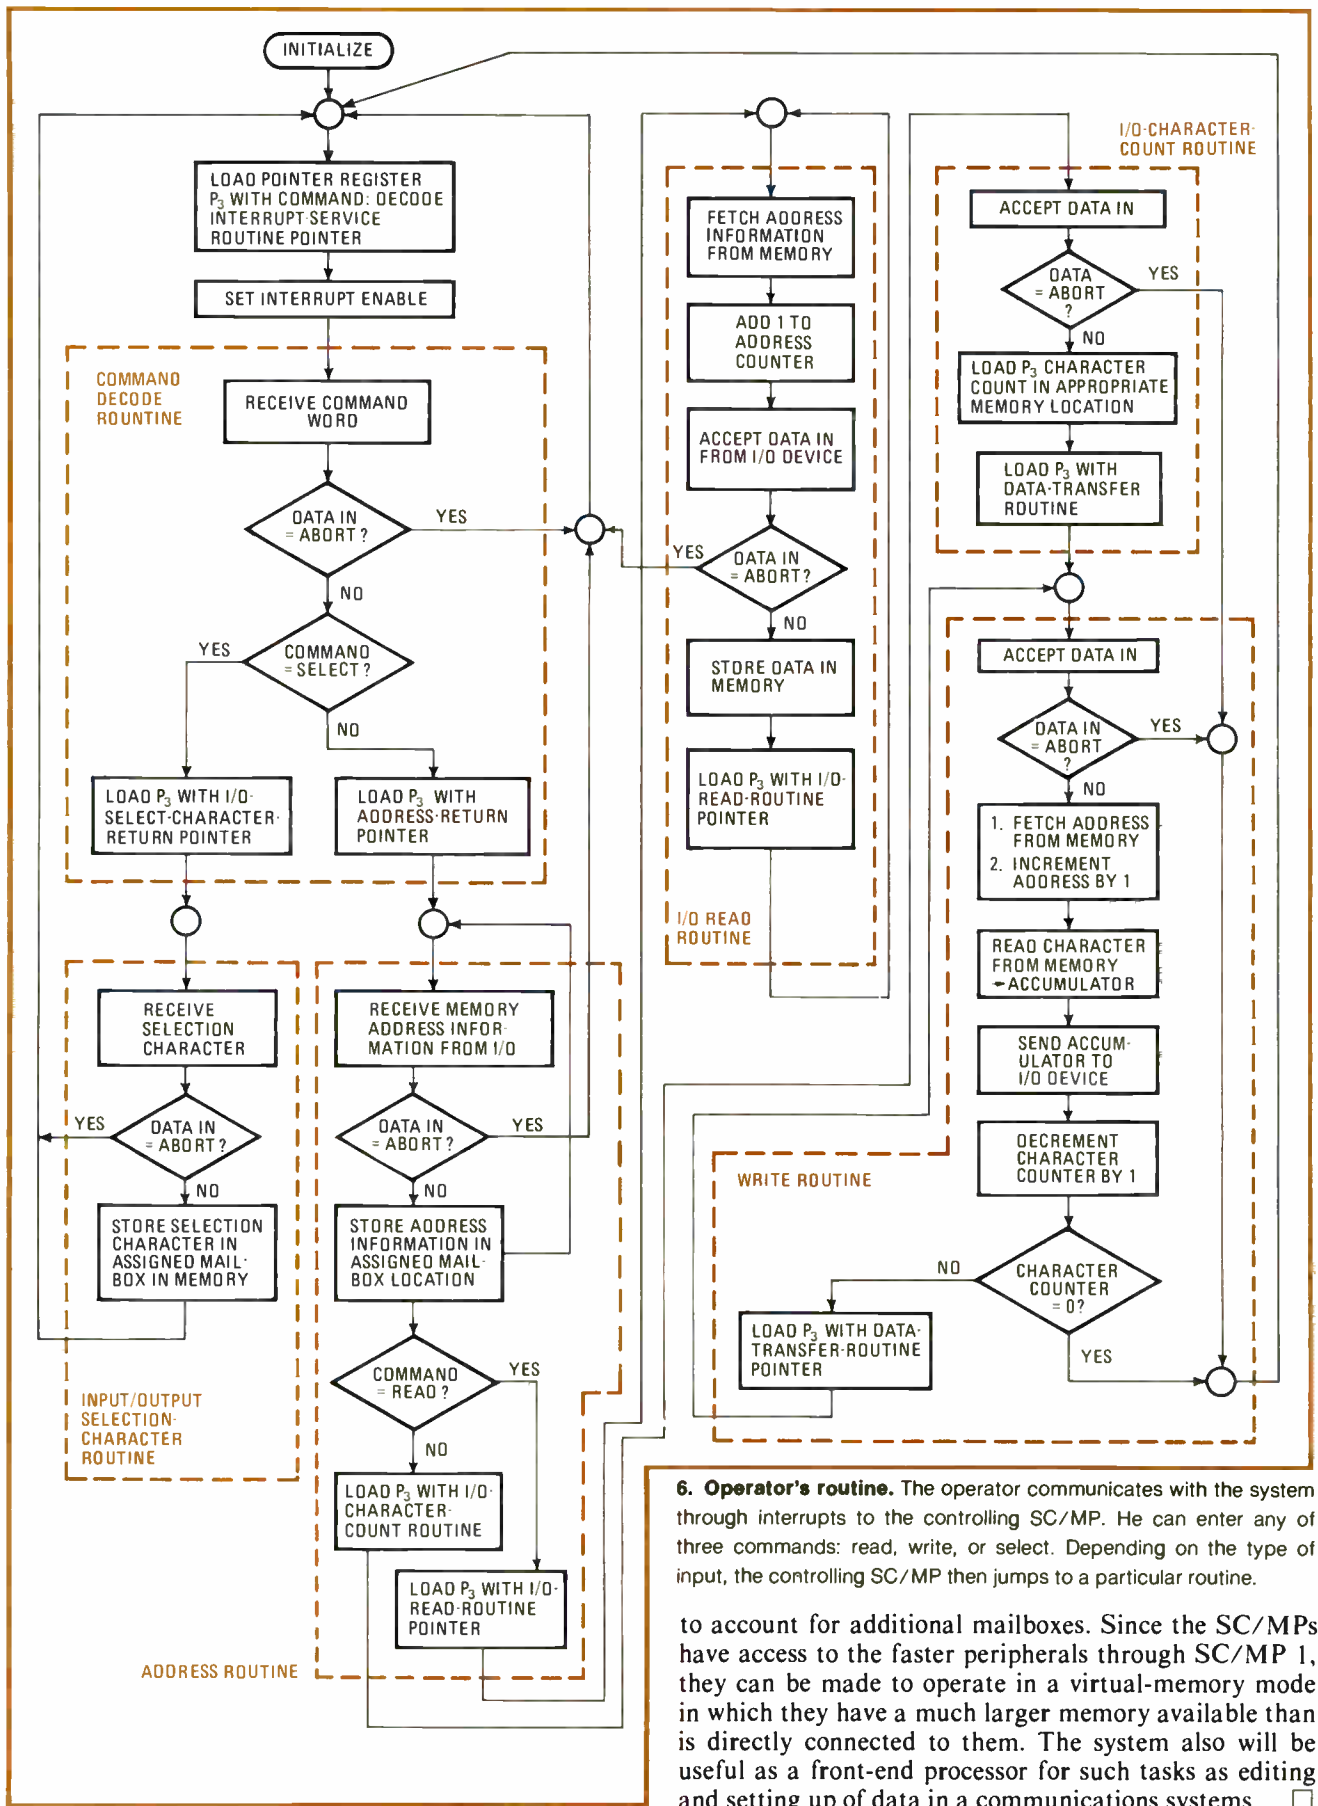 INITIALIZE
LOAD POINTER REGISTER
P3 WITH COMMAND: DECODE
INTERRUPT-SERVICE
ROUTINE POINTER
SET INTERRUPT ENABLE
COMMAND
DECODE
ROUNTINE
RECEIVE COMMAND
WORD
DATA IN
= ABORT?
YES
NO
COMMAND
= SELECT?
YES
NO
LOAD P3 WITH I/O-
SELECT-CHARACTER-
RETURN POINTER
LOAD P3 WITH
ADDRESS-RETURN
POINTER
RECEIVE
SELECTION
CHARACTER
DATA IN
= ABORT?
YES
NO
STORE SELECTION
CHARACTER IN
ASSIGNED MAIL-
BOX IN MEMORY
INPUT/OUTPUT
SELECTION-
CHARACTER
ROUTINE
RECEIVE MEMORY
ADDRESS INFOR-
MATION FROM I/O
DATA IN
= ABORT?
YES
NO
STORE ADDRESS
INFORMATION IN
ASSIGNED MAIL-
BOX LOCATION
COMMAND
= READ?
YES
NO
LOAD P3 WITH I/O-
CHARACTER-
COUNT ROUTINE
LOAD P3 WITH I/O-
READ-ROUTINE
POINTER
ADDRESS ROUTINE
FETCH ADDRESS
INFORMATION
FROM MEMORY
ADD 1 TO
ADDRESS
COUNTER
ACCEPT DATA IN
FROM I/O DEVICE
YES
DATA IN
= ABORT?
NO
STORE DATA IN
MEMORY
LOAD P3 WITH I/O-
READ-ROUTINE
POINTER
I/O READ
ROUTINE
I/O-CHARACTER-
COUNT ROUTINE
ACCEPT DATA IN
DATA
= ABORT
?
YES
NO
LOAD P3 CHARACTER
COUNT IN APPROPRIATE
MEMORY LOCATION
LOAD P3 WITH
DATA-TRANSFER
ROUTINE
ACCEPT DATA IN
DATA IN
= ABORT
?
YES
NO
1. FETCH ADDRESS
FROM MEMORY
2. INCREMENT
ADDRESS BY 1
READ CHARACTER
FROM MEMORY
→ACCUMULATOR
SEND ACCUM-
ULATOR TO
I/O DEVICE
DECREMENT
CHARACTER
COUNTER BY 1
WRITE ROUTINE
NO
CHARACTER
COUNTER
= 0?
YES
LOAD P3 WITH DATA-
TRANSFER-ROUTINE
POINTER
6. Operator's routine. The operator communicates with the system
through interrupts to the controlling SC/MP. He can enter any of
three commands: read, write, or select. Depending on the type of
input, the controlling SC/MP then jumps to a particular routine.
to account for additional mailboxes. Since the SC/MPs
have access to the faster peripherals through SC/MP 1,
they can be made to operate in a virtual-memory mode
in which they have a much larger memory available than
is directly connected to them. The system also will be
useful as a front-end processor for such tasks as editing
and setting up of data in a communications systems. □